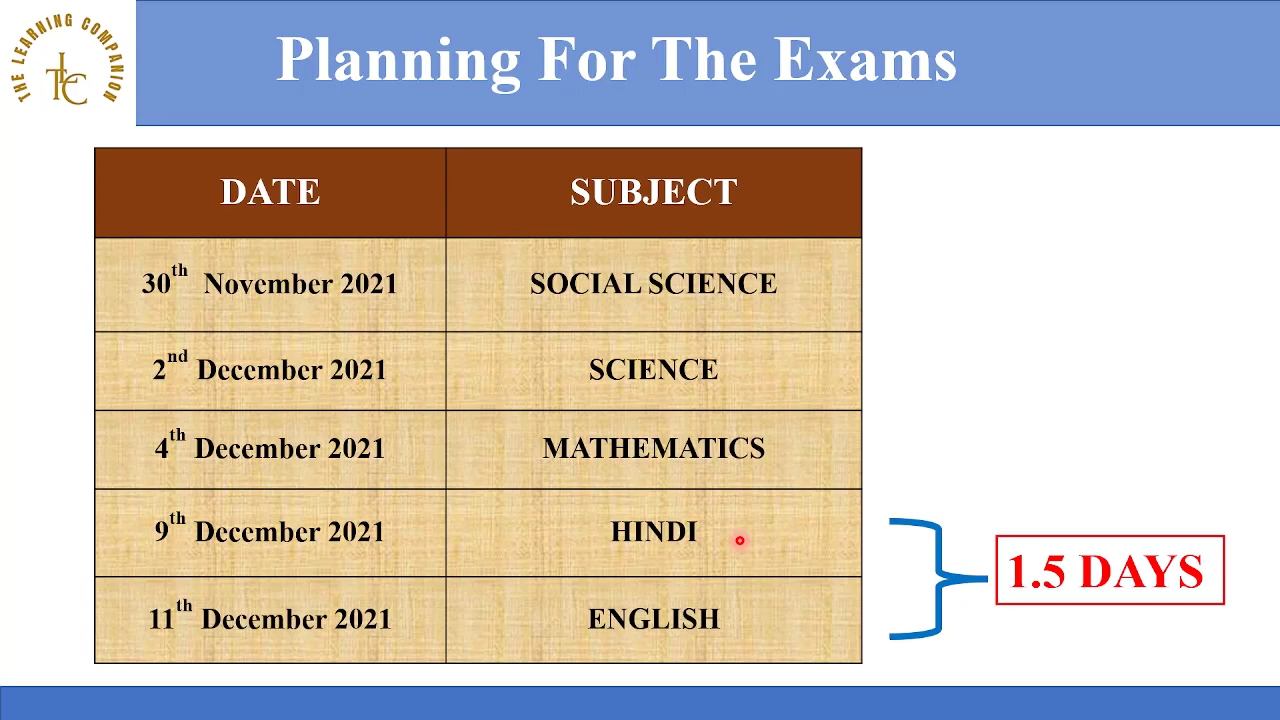 THE LEARNING COMPANION
TLC
Planning For The Exams
DATE SUBJECT
30th November 2021 SOCIAL SCIENCE
2nd December 2021 SCIENCE
4th December 2021 MATHEMATICS
9th December 2021 HINDI
11th December 2021 ENGLISH
1.5 DAYS